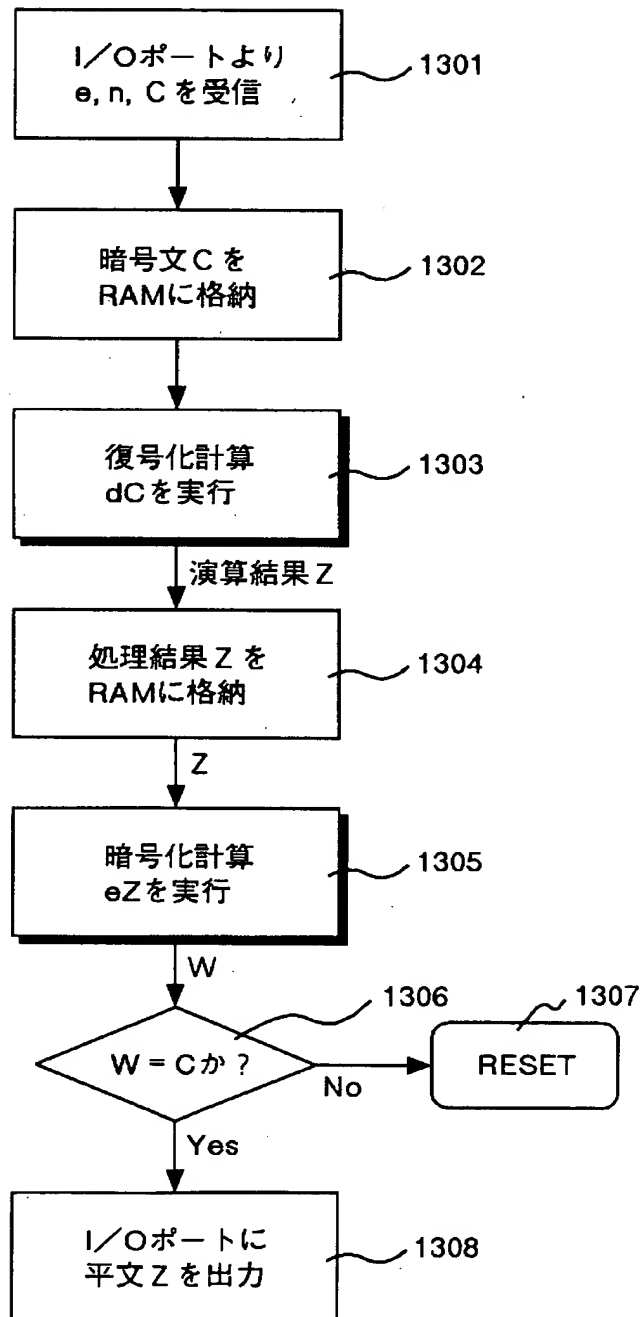 I/Oポートより
e, n, C を受信
1301
暗号文 C を
RAMに格納
1302
復号化計算
dCを実行
1303
演算結果 Z
処理結果 Z を
RAMに格納
1304
Z
暗号化計算
eZを実行
1305
W
1306
W = Cか？
No
1307
RESET
Yes
I/Oポートに
平文 Z を出力
1308